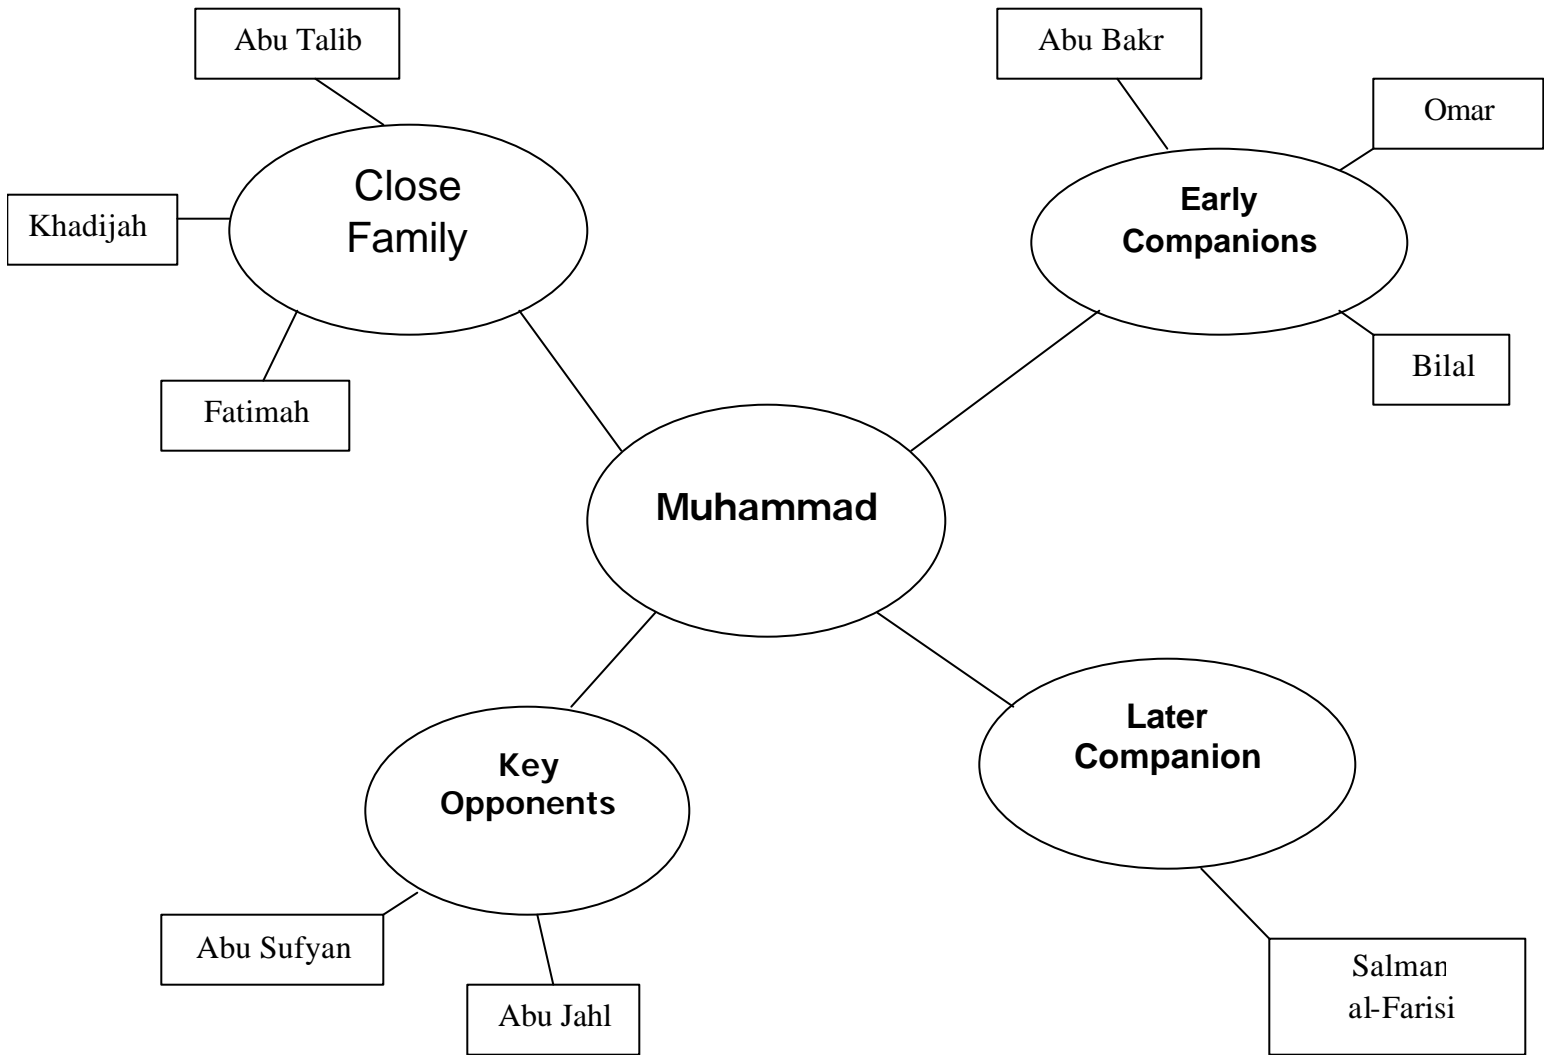 Abu Talib
Abu Bakr
Omar
Close
Family
Early
Companions
Khadijah
Bilal
Fatimah
Muhammad
Later
Companion
Key
Opponents
Abu Sufyan
Abu Jahl
Salman
al-Farisi